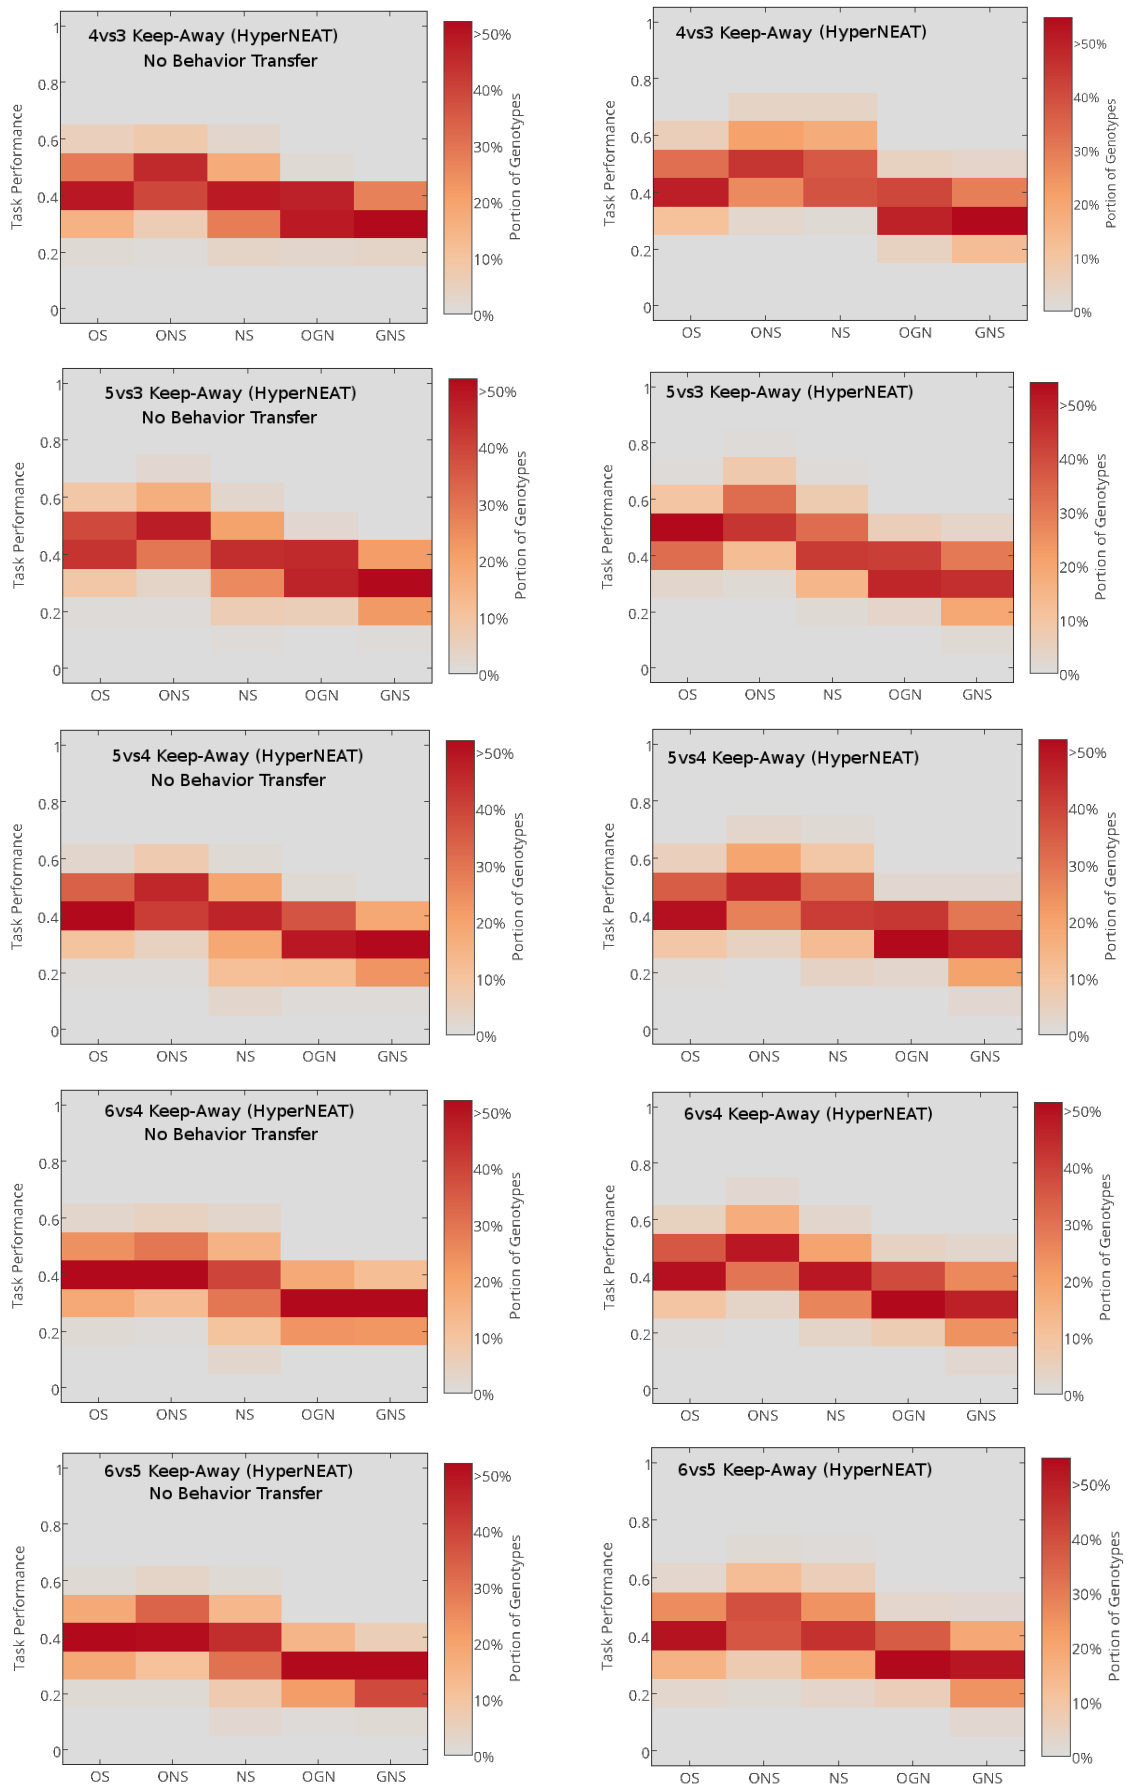 4vs3 Keep-Away (HyperNEAT)
No Behavior Transfer
Task Performance
1
0.8
0.6
0.4
0.2
0
OS ONS NS OGN GNS
>50%
40%
30%
20%
10%
0%
Portion of Genotypes
4vs3 Keep-Away (HyperNEAT)
Task Performance
1
0.8
0.6
0.4
0.2
0
OS ONS NS OGN GNS
>50%
40%
30%
20%
10%
0%
Portion of Genotypes
5vs3 Keep-Away (HyperNEAT)
No Behavior Transfer
Task Performance
1
0.8
0.6
0.4
0.2
0
OS ONS NS OGN GNS
>50%
40%
30%
20%
10%
0%
Portion of Genotypes
5vs3 Keep-Away (HyperNEAT)
Task Performance
1
0.8
0.6
0.4
0.2
0
OS ONS NS OGN GNS
>50%
40%
30%
20%
10%
0%
Portion of Genotypes
5vs4 Keep-Away (HyperNEAT)
No Behavior Transfer
Task Performance
1
0.8
0.6
0.4
0.2
0
OS ONS NS OGN GNS
>50%
40%
30%
20%
10%
0%
Portion of Genotypes
5vs4 Keep-Away (HyperNEAT)
Task Performance
1
0.8
0.6
0.4
0.2
0
OS ONS NS OGN GNS
>50%
40%
30%
20%
10%
0%
Portion of Genotypes
6vs4 Keep-Away (HyperNEAT)
No Behavior Transfer
Task Performance
1
0.8
0.6
0.4
0.2
0
OS ONS NS OGN GNS
>50%
40%
30%
20%
10%
0%
Portion of Genotypes
6vs4 Keep-Away (HyperNEAT)
Task Performance
1
0.8
0.6
0.4
0.2
0
OS ONS NS OGN GNS
>50%
40%
30%
20%
10%
0%
Portion of Genotypes
6vs5 Keep-Away (HyperNEAT)
No Behavior Transfer
Task Performance
1
0.8
0.6
0.4
0.2
0
OS ONS NS OGN GNS
>50%
40%
30%
20%
10%
0%
Portion of Genotypes
6vs5 Keep-Away (HyperNEAT)
Task Performance
1
0.8
0.6
0.4
0.2
0
OS ONS NS OGN GNS
>50%
40%
30%
20%
10%
0%
Portion of Genotypes